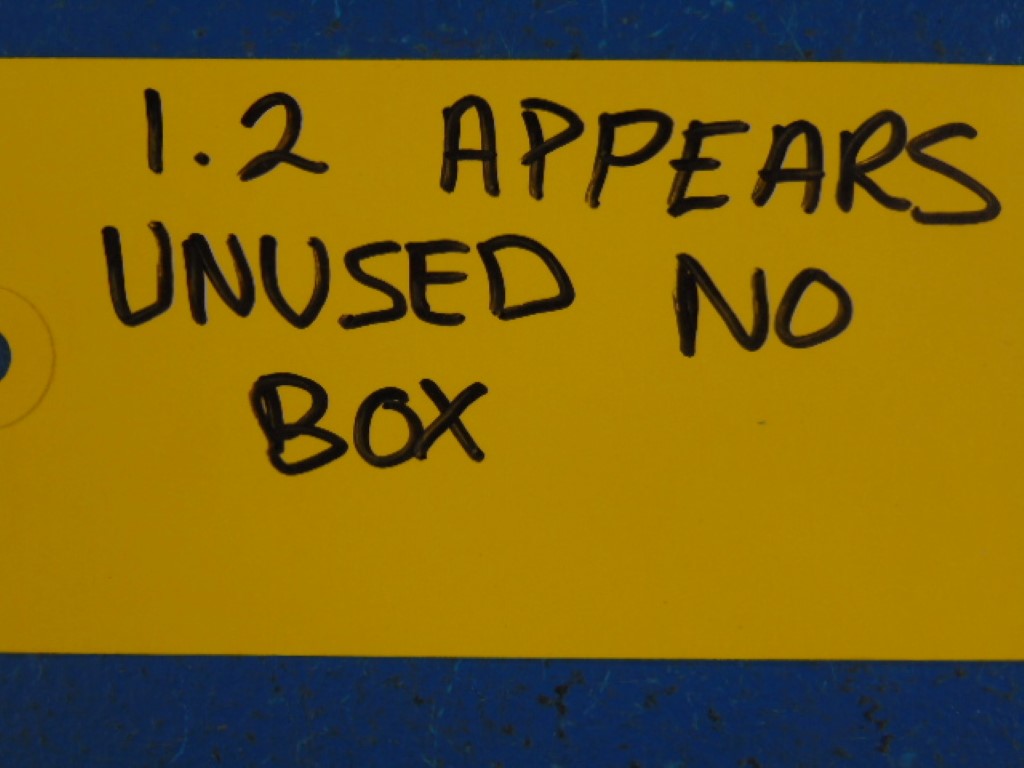 1.2 APPEARS
UNUSED NO
BOX